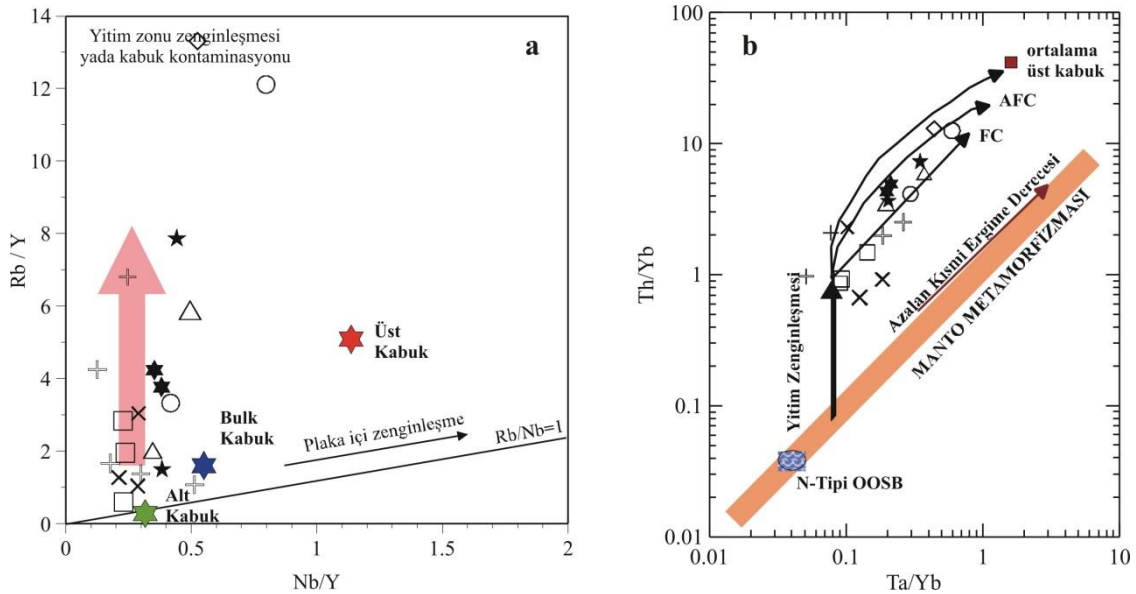 a
Yitim zonu zenginleşmesi
yada kabuk kontaminasyonu
14
12
10
8
6
4
2
0
Rb / Y
Üst
Kabuk
Bulk
Kabuk
Plaka içi zenginleşme
Rb/Nb=1
Alt
Kabuk
0
0.5
1
1.5
2
Nb/Y
b
100
10
1
0.1
0.01
Th/Yb
ortalama
üst kabuk
AFC
FC
Yitim Zenginleşmesi
Azalan Kısmi Ergime Derecesi
MANTO METAMORFİZMASI
N-Tipi OOSB
0.01
0.1
1
10
Ta/Yb